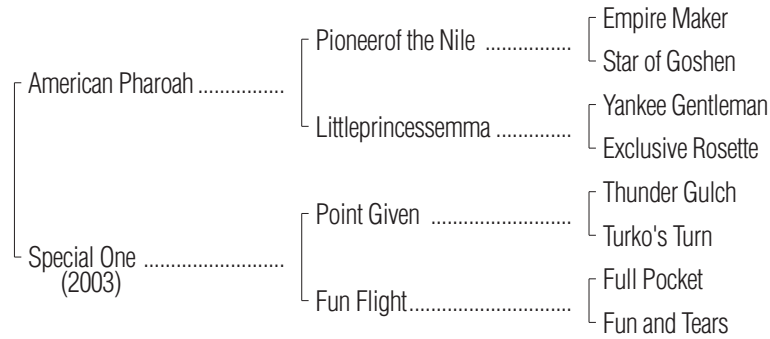 Empire Maker
Pioneerof the Nile ...............
Star of Goshen
American Pharoah ................
Yankee Gentleman
Littleprincessemma .............
Exclusive Rosette
Thunder Gulch
Point Given ........................
Turko's Turn
Special One ..........................
(2003)
Full Pocket
Fun Flight............................
Fun and Tears